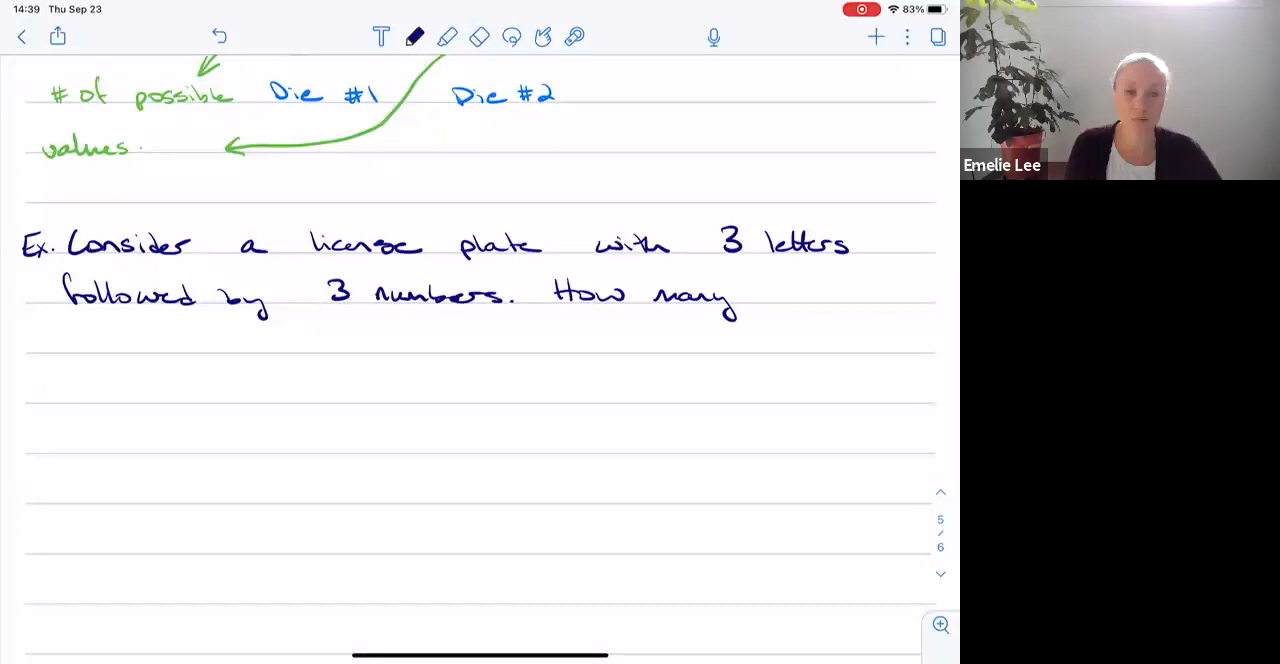 14:39 Thu Sep 23
83%
# of possible Die #1 Die #2
values.
Emelie Lee
Ex. Consider a license plate with 3 letters
followed by 3 numbers. How many
5
/
6